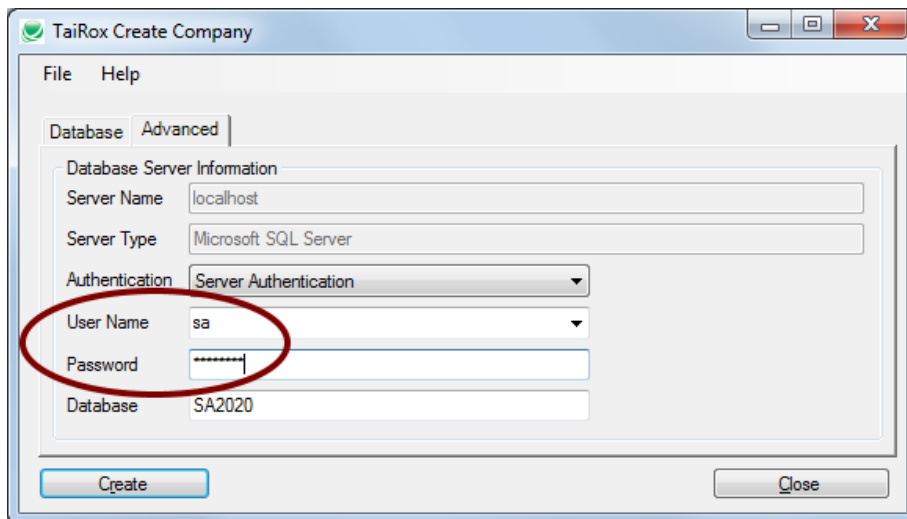 TaiRox Create Company
File Help
Database Advanced
Database Server Information
Server Name localhost
Server Type Microsoft SQL Server
Authentication Server Authentication
User Name sa
Password ********
Database SA2020
Create Close